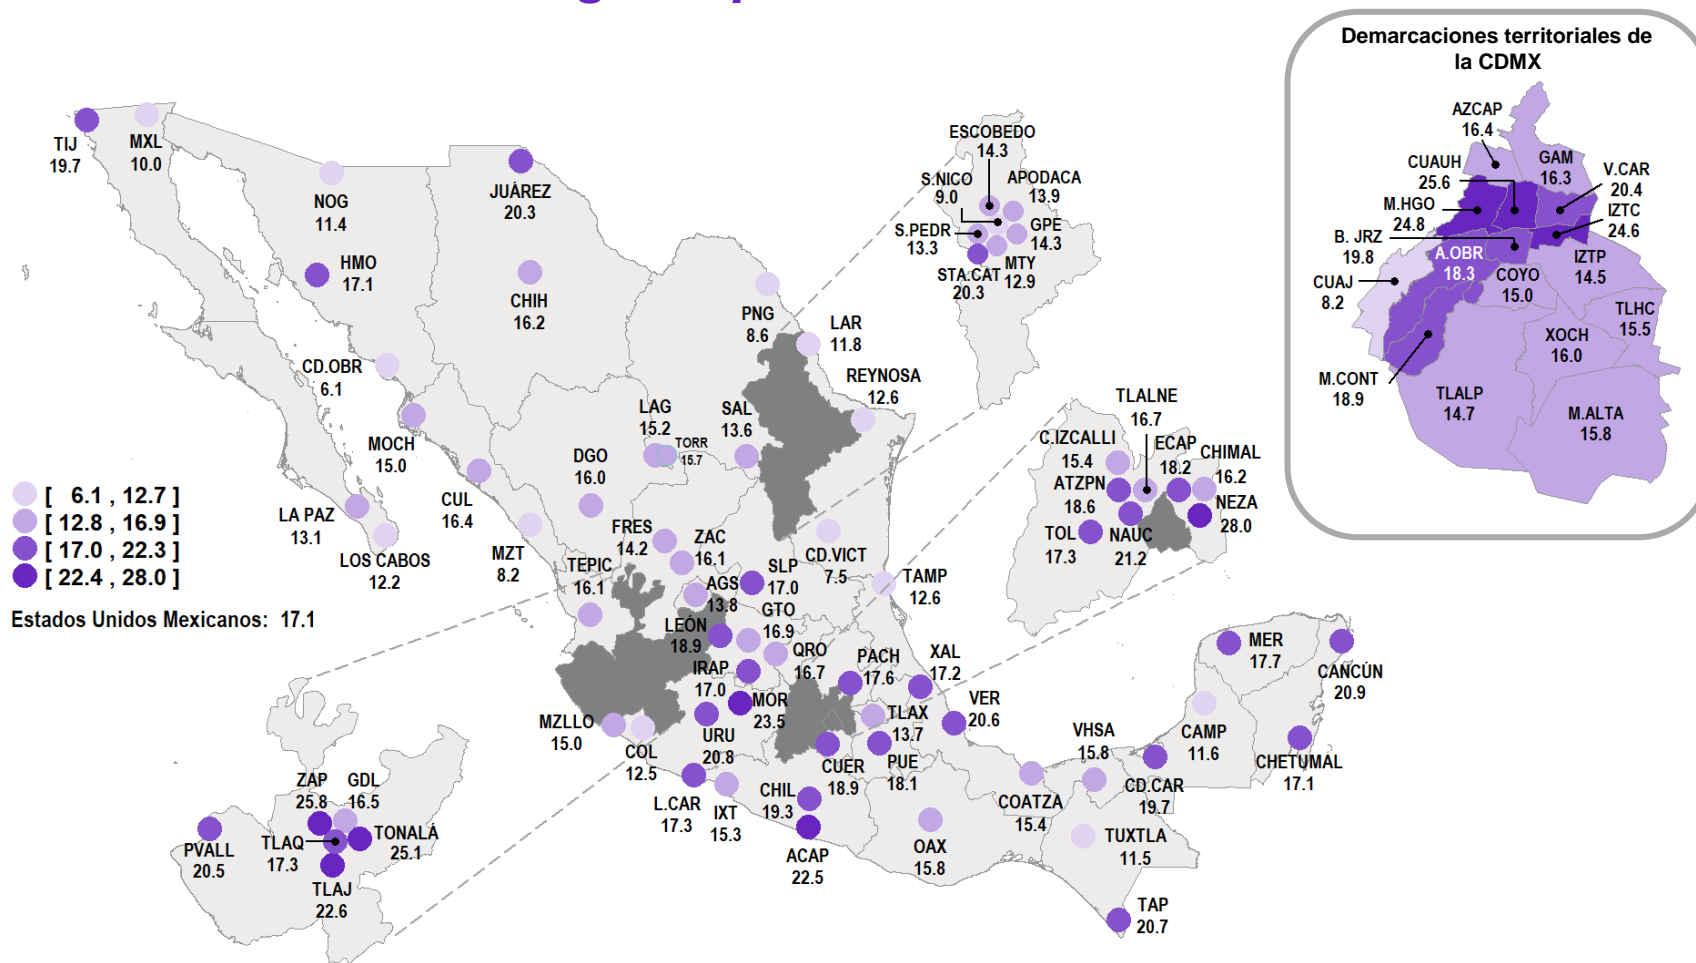 Demarcaciones territoriales de
la CDMX
AZCAP
16.4
CUAUH
25.6
GAM
16.3
V.CAR
20.4
M.HGO
24.8
IZTC
24.6
B. JRZ
19.8
A.OBR
18.3
IZTP
14.5
CUAJ
8.2
COYO
15.0
TLHC
15.5
XOCH
16.0
M.CONT
18.9
TLALP
14.7
M.ALTA
15.8
TIJ
19.7
MXL
10.0
NOG
11.4
JUÁREZ
20.3
HMO
17.1
CHIH
16.2
CD.OBR
6.1
MOCH
15.0
CUL
16.4
LA PAZ
13.1
LOS CABOS
12.2
MZT
8.2
DGO
16.0
LAG
15.2
TORR
15.7
SAL
13.6
PNG
8.6
LAR
11.8
REYNOSA
12.6
ESCOBEDO
14.3
S.NICO
9.0
APODACA
13.9
S.PEDR
13.3
GPE
14.3
MTY
12.9
STA.CAT
20.3
TLALNE
16.7
C.IZCALLI
15.4
ECAP
18.2
CHIMAL
16.2
ATZPN
18.6
NEZA
28.0
TOL
17.3
NAUC
21.2
FRES
14.2
ZAC
16.1
TEPIC
16.1
AGS
13.8
SLP
17.0
CD.VICT
7.5
TAMP
12.6
LEÓN
18.9
GTO
16.9
QRO
16.7
IRAP
17.0
PACH
17.6
XAL
17.2
MOR
23.5
VER
20.6
MZLLO
15.0
COL
12.5
URU
20.8
TLAX
13.7
CUER
18.9
PUE
18.1
L.CAR
17.3
IXT
15.3
CHIL
19.3
ACAP
22.5
OAX
15.8
COATZA
15.4
VHSA
15.8
CD.CAR
19.7
TUXTLA
11.5
TAP
20.7
CAMP
11.6
MER
17.7
CANCÚN
20.9
CHETUMAL
17.1
ZAP
25.8
GDL
16.5
TONALÁ
25.1
TLAQ
17.3
PVALL
20.5
TLAJ
22.6
[ 6.1 , 12.7 ]
[ 12.8 , 16.9 ]
[ 17.0 , 22.3 ]
[ 22.4 , 28.0 ]
Estados Unidos Mexicanos: 17.1